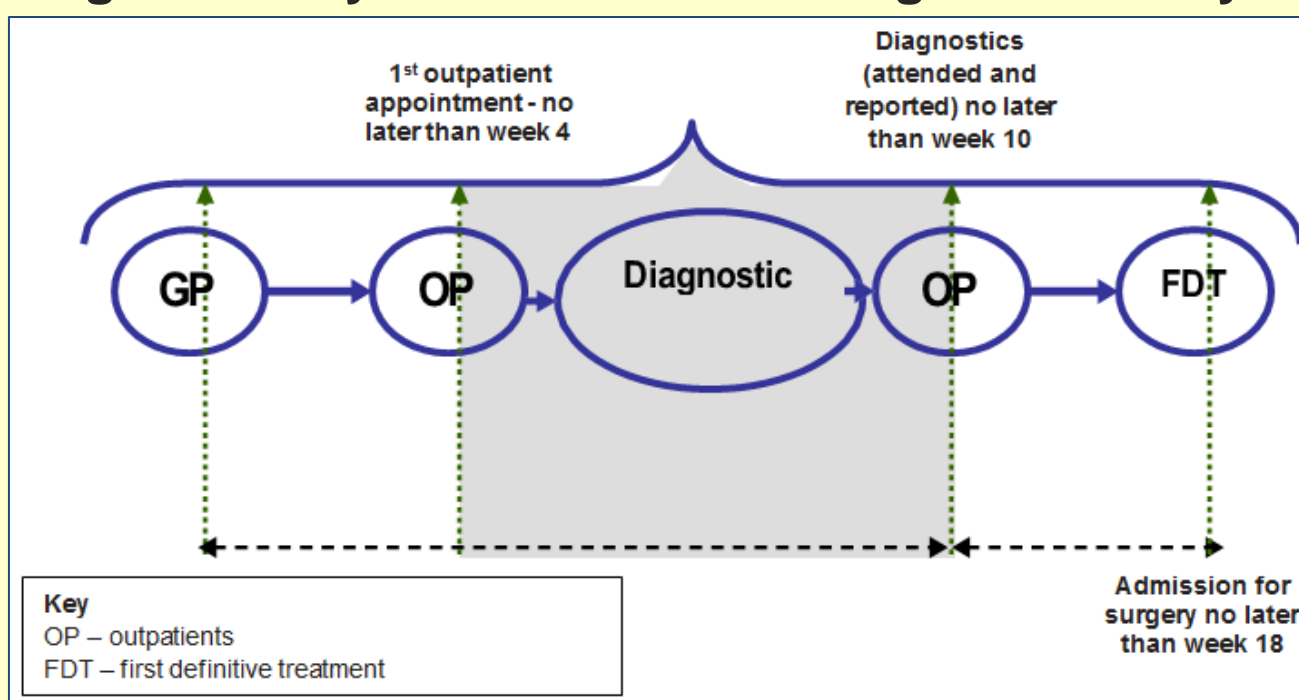 1st outpatient
appointment - no
later than week 4
Diagnostics
(attended and
reported) no later
than week 10
GP
OP
Diagnostic
OP
FDT
Admission for
surgery no later
than week 18
Key
OP – outpatients
FDT – first definitive treatment